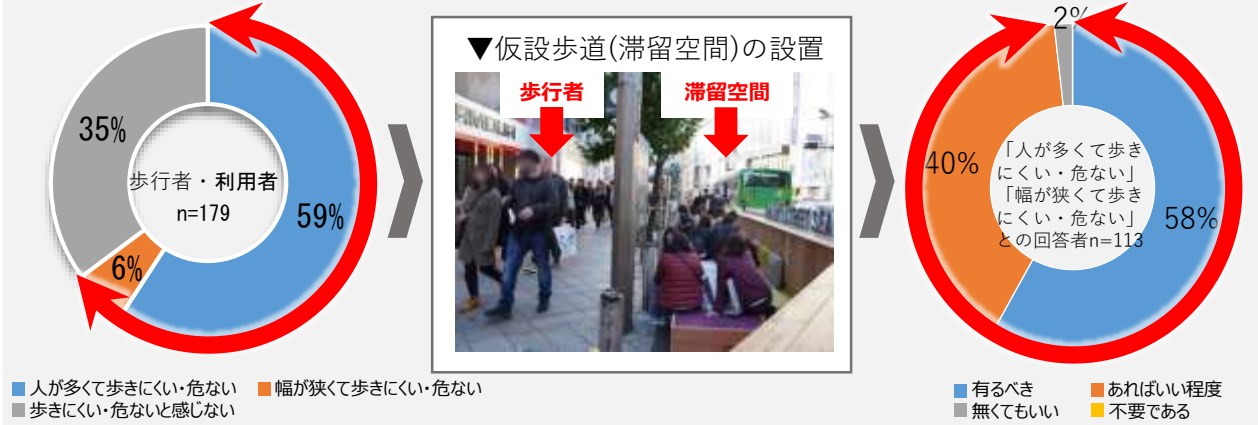 35%
59%
6%
歩行者・利用者
n=179
■人が多くて歩きにくい・危ない ■幅が狭くて歩きにくい・危ない
■歩きにくい・危ないと感じない
▼仮設歩道(滞留空間)の設置
歩行者 滞留空間
2%
40%
58%
「人が多くて歩き
にくい・危ない」
「幅が狭くて歩き
にくい・危ない」
との回答者n=113
■有るべき ■あればいい程度
■無くてもいい ■不要である